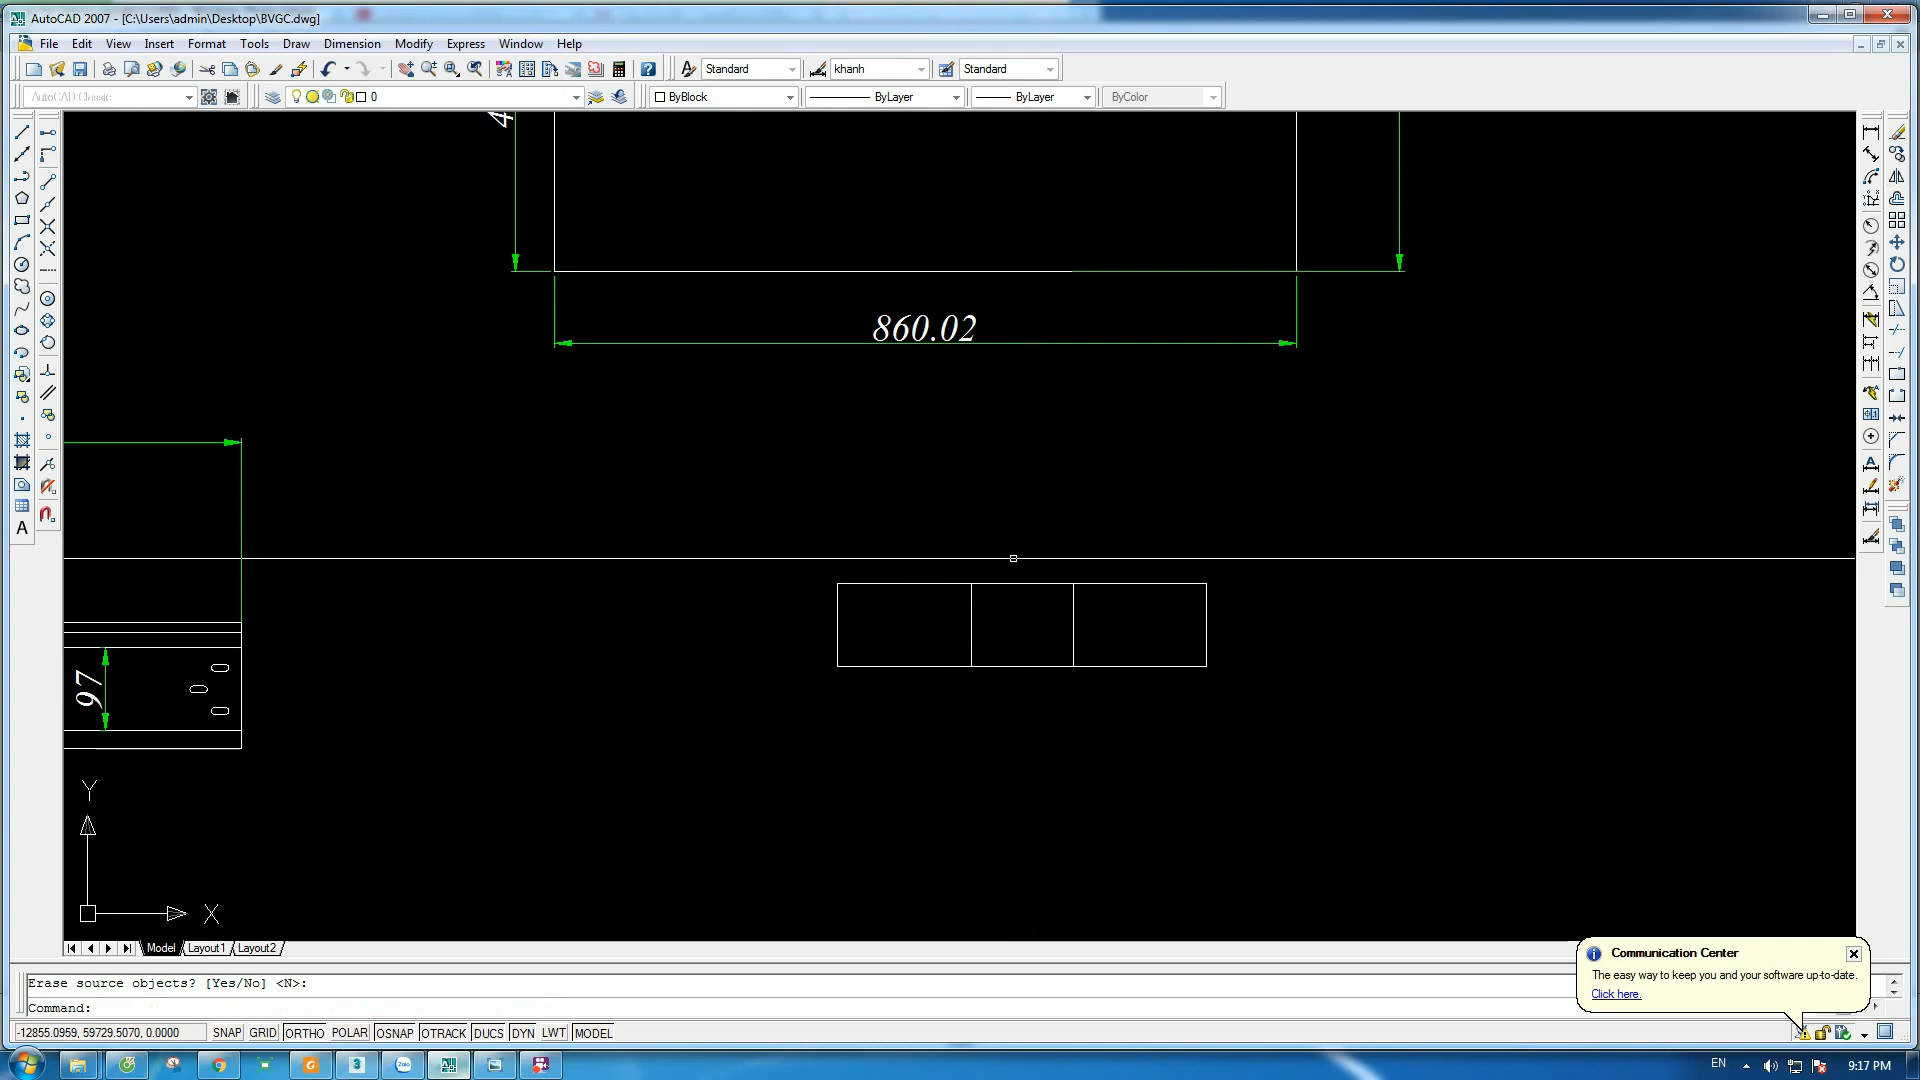 AutoCAD 2007 - [C:\Users\admin\Desktop\BVGC.dwg]
File Edit View Insert Format Tools Draw Dimension Modify Express Window Help
Standard khanh Standard
AutoCAD Classic 0 ByBlock ByLayer ByLayer ByColor
4
860.02
97
Y
X
A
Model Layout1 Layout2
Communication Center
The easy way to keep you and your software up-to-date.
Click here.
Erase source objects? [Yes/No] <N>:
Command:
-12855.0959, 59729.5070, 0.0000 SNAP GRID ORTHO POLAR OSNAP OTRACK DUCS DYN LWT MODEL
EN 9:17 PM